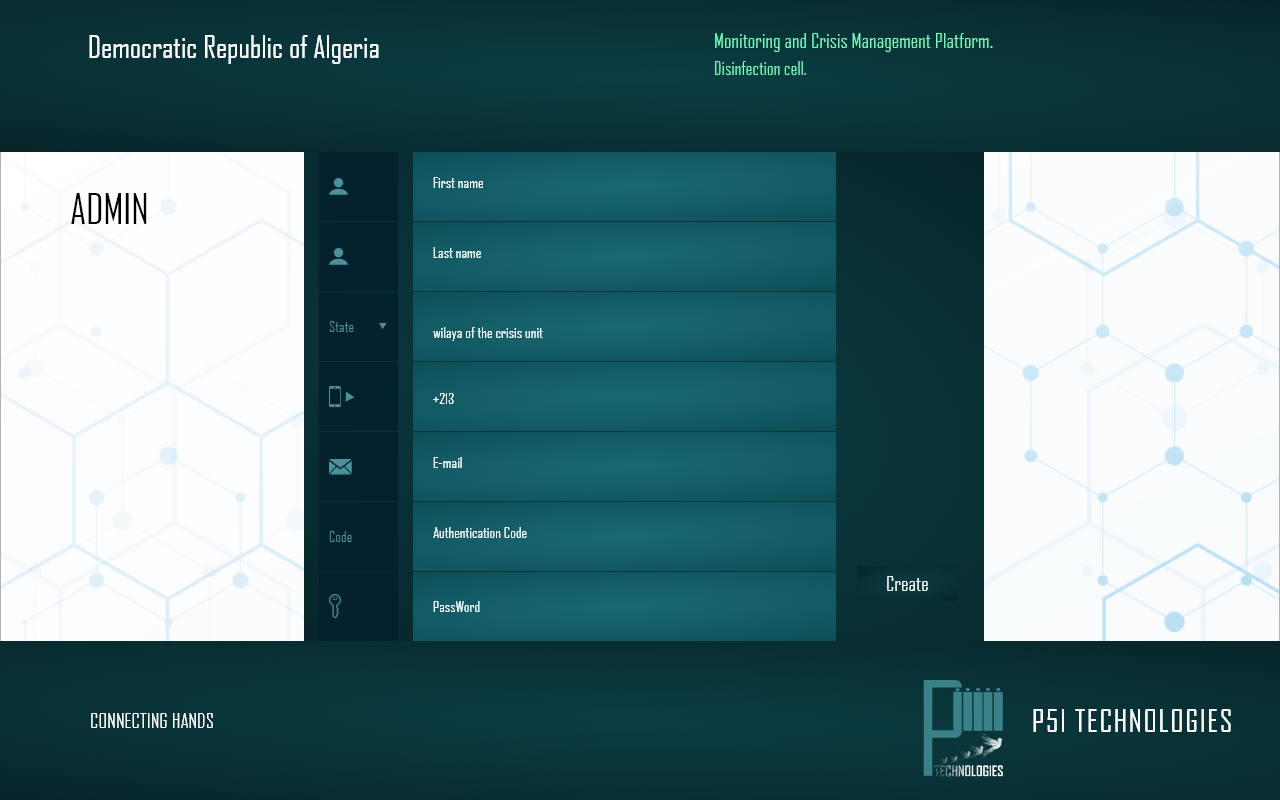 Democratic Republic of Algeria
Monitoring and Crisis Management Platform.
Disinfection cell.
ADMIN
First name
Last name
State
wilaya of the crisis unit
+213
E-mail
Code
Authentication Code
PassWord
Create
CONNECTING HANDS
TECHNOLOGIES
P5I TECHNOLOGIES